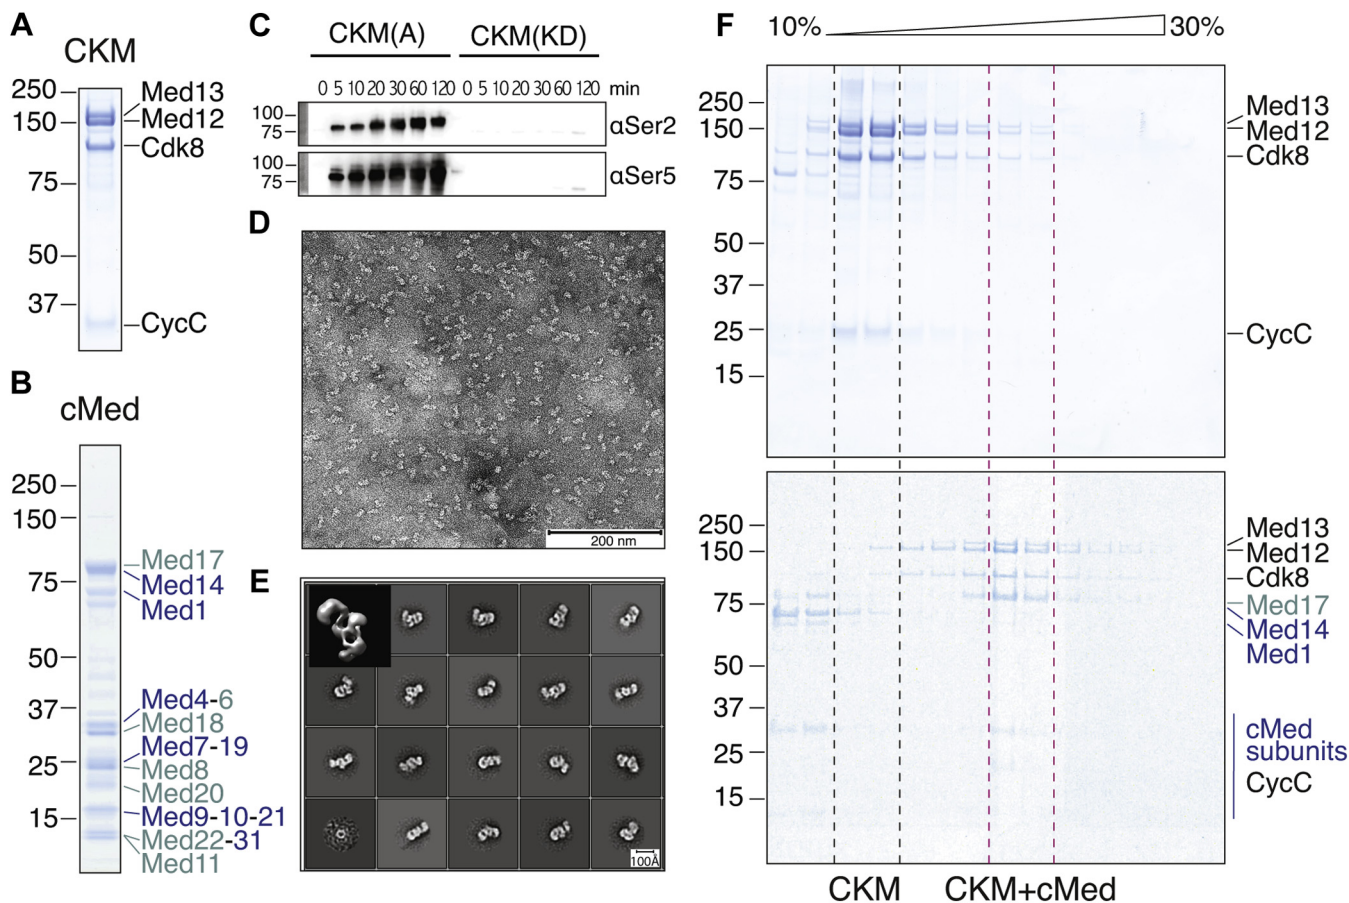 A
CKM
250
150
75
50
37
Med13
Med12
Cdk8
CycC
B
cMed
250
150
75
50
37
25
15
Med17
Med14
Med1
Med4-6
Med18
Med7-19
Med8
Med20
Med9-10-21
Med22-31
Med11
C
CKM(A) CKM(KD)
0 5 10 20 30 60 120 0 5 10 20 30 60 120 min
100
75
αSer2
100
75
αSer5
D
200 nm
E
100Å
F
10% 30%
250
150
75
50
37
25
15
Med13
Med12
Cdk8
CycC
250
150
75
50
37
25
15
Med13
Med12
Cdk8
Med17
Med14
Med1
cMed
subunits
CycC
CKM CKM+cMed